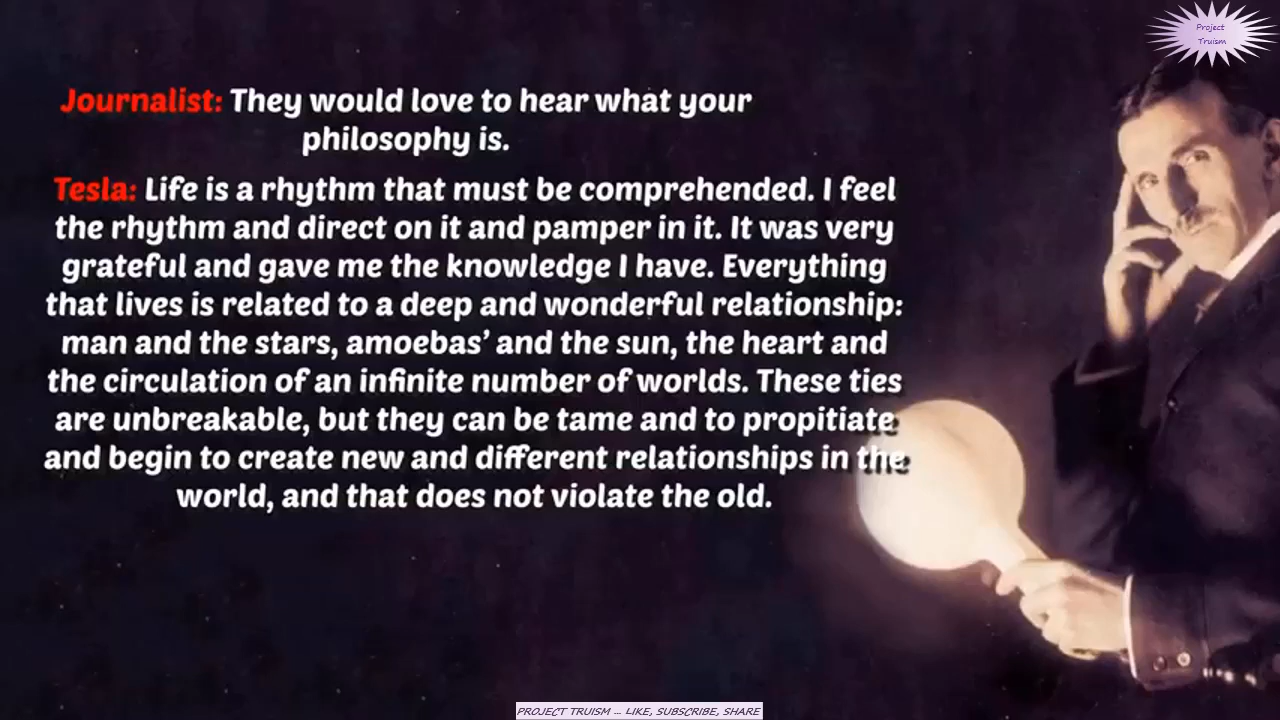 Project
Truism
Journalist: They would love to hear what your
philosophy is.
Tesla: Life is a rhythm that must be comprehended. I feel
the rhythm and direct on it and pamper in it. It was very
grateful and gave me the knowledge I have. Everything
that lives is related to a deep and wonderful relationship:
man and the stars, amoebas’ and the sun, the heart and
the circulation of an infinite number of worlds. These ties
are unbreakable, but they can be tame and to propitiate
and begin to create new and different relationships in the
world, and that does not violate the old.
PROJECT TRUISM ... LIKE, SUBSCRIBE, SHARE